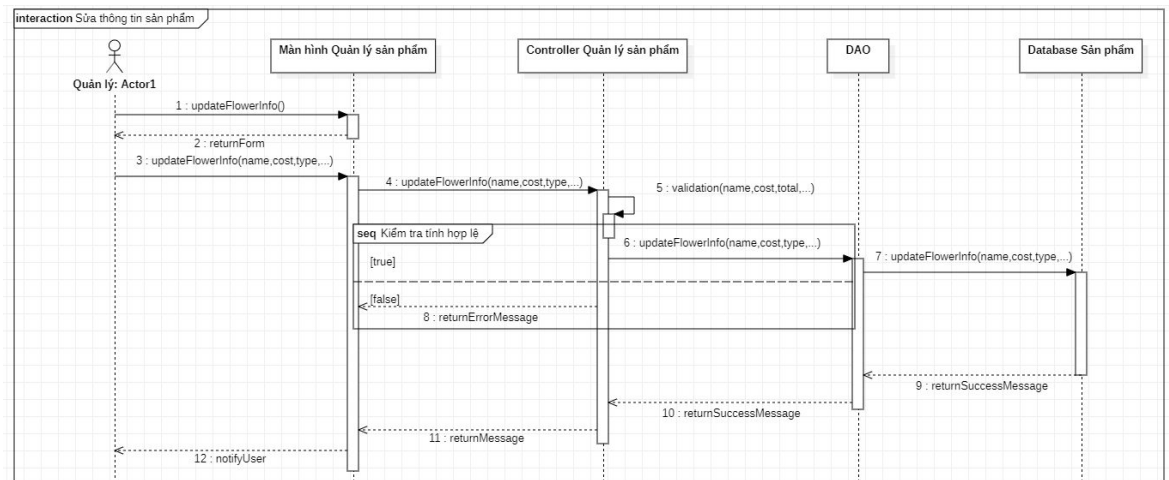 interaction Sửa thông tin sản phẩm
Quản lý: Actor1
Màn hình Quản lý sản phẩm
Controller Quản lý sản phẩm
DAO
Database Sản phẩm
1 : updateFlowerInfo()
2 : returnForm
3 : updateFlowerInfo(name,cost,type,...)
4 : updateFlowerInfo(name,cost,type,...)
5 : validation(name,cost,total,...)
seq Kiểm tra tính hợp lệ
6 : updateFlowerInfo(name,cost,type,...)
7 : updateFlowerInfo(name,cost,type,...)
[true]
[false]
8 : returnErrorMessage
9 : returnSuccessMessage
10 : returnSuccessMessage
11 : returnMessage
12 : notifyUser